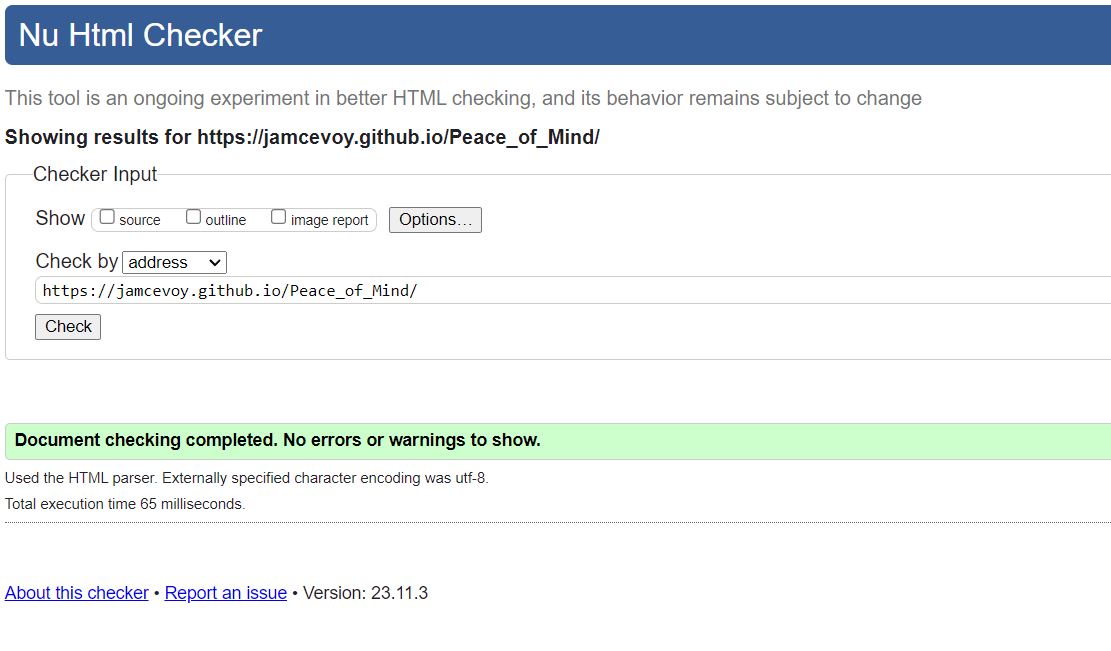 Nu Html Checker
This tool is an ongoing experiment in better HTML checking, and its behavior remains subject to change
Showing results for https://jamcevoy.github.io/Peace_of_Mind/
Checker Input
Show source outline image report Options...
Check by address
https://jamcevoy.github.io/Peace_of_Mind/
Check
Document checking completed. No errors or warnings to show.
Used the HTML parser. Externally specified character encoding was utf-8.
Total execution time 65 milliseconds.
About this checker • Report an issue • Version: 23.11.3